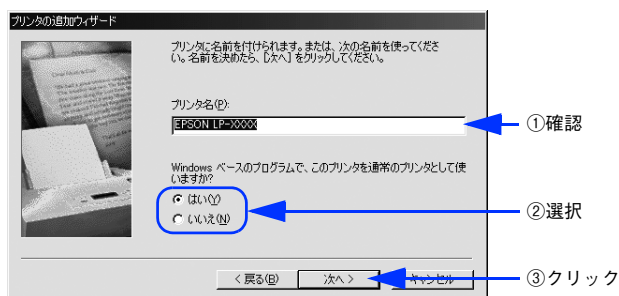 プリンタの追加ウィザード
プリンタに名前を付けられます。または、次の名前を使ってくださ
い。名前を決めたら、[次へ] をクリックしてください。
プリンタ名(P):
EPSON LP-XXXX
①確認
Windows ベースのプログラムで、このプリンタを通常のプリンタとして使
いますか?
はい(Y)
いいえ(N)
②選択
< 戻る(B)
次へ >
キャンセル
③クリック